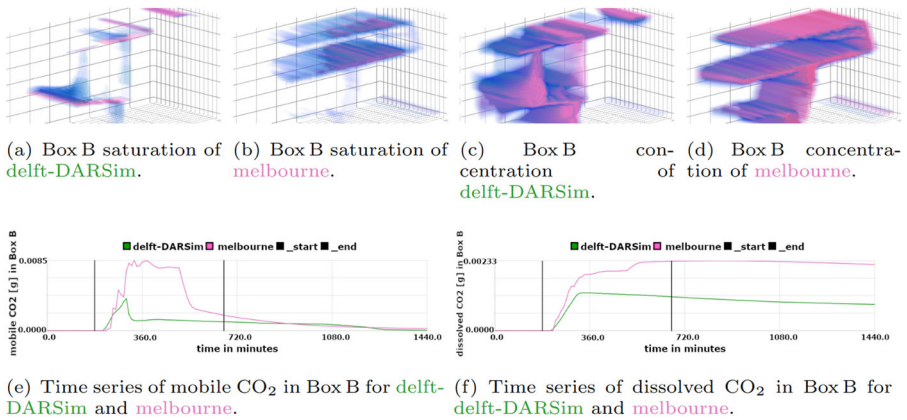 (a) Box B saturation of
delft-DARSim.
(b) Box B saturation of
melbourne.
(c) Box B con-
centration of
delft-DARSim.
(d) Box B concentra-
tion of melbourne.
delft-DARSim melbourne _start _end
mobile CO2 [g] in Box B
0.0085
0.0000
0.0 360.0 720.0 1080.0 1440.0
time in minutes
delft-DARSim melbourne _start _end
dissolved CO2 [g] in Box B
0.00233
0.0000
0.0 360.0 720.0 1080.0 1440.0
time in minutes
(e) Time series of mobile CO₂ in Box B for delft-
DARSim and melbourne.
(f) Time series of dissolved CO₂ in Box B for
delft-DARSim and melbourne.